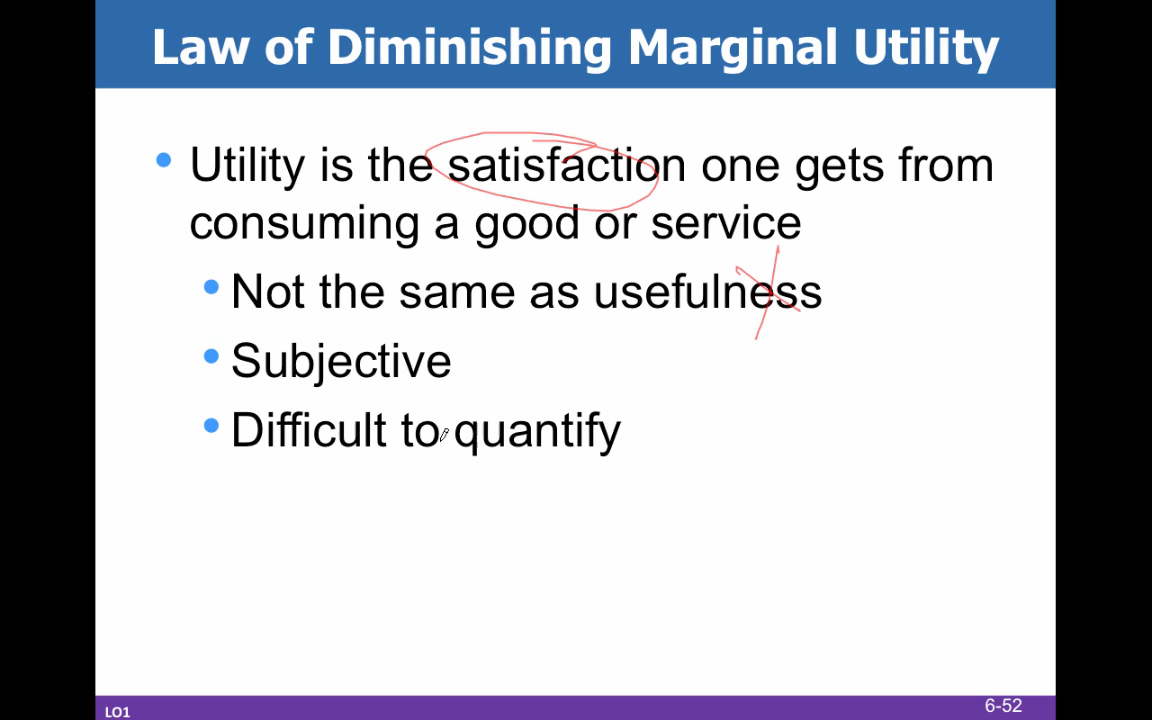 Law of Diminishing Marginal Utility
• Utility is the satisfaction one gets from
consuming a good or service
• Not the same as usefulness
• Subjective
• Difficult to quantify
LO1
6-52